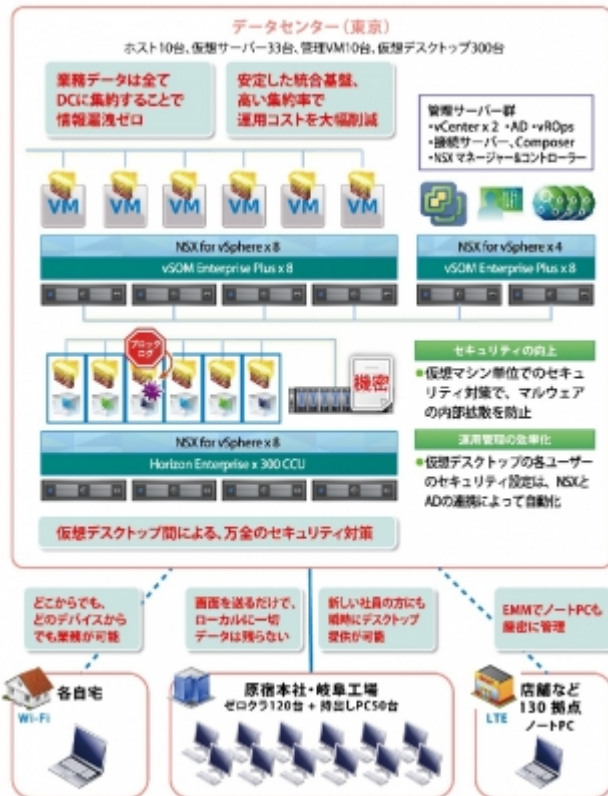 データセンター（東京）
ホスト10台、仮想サーバー33台、管理VM10台、仮想デスクトップ300台
業務データは全て
DCに集約することで
情報漏洩ゼロ
安定した統合基盤、
高い集約率で
運用コストを大幅削減
管理サーバー群
・vCenter x 2 ・AD ・vROps
・接続サーバー、Composer
・NSX マネージャー&コントローラー
VM
VM
VM
VM
VM
VM
NSX for vSphere x 8
vSOM Enterprise Plus x 8
NSX for vSphere x 4
vSOM Enterprise Plus x 8
ブロック
ログ
機密
NSX for vSphere x 8
Horizon Enterprise x 300 CCU
セキュリティの向上
●仮想マシン単位でのセキュ
リティ対策で、マルウェア
の内部拡散を防止
運用管理の効率化
●仮想デスクトップの各ユーザー
のセキュリティ設定は、NSXと
ADの連携によって自動化
仮想デスクトップ間による、万全のセキュリティ対策
どこからでも、
どのデバイスから
でも業務が可能
画面を送るだけで、
ローカルに一切
データは残らない
新しい社員の方にも
瞬時にデスクトップ
提供が可能
EMMでノートPCも
厳密に管理
各自宅
Wi-Fi
原宿本社・岐阜工場
ゼロクラ120台 + 持出しPC50台
店舗など
130 拠点
ノートPC
LTE